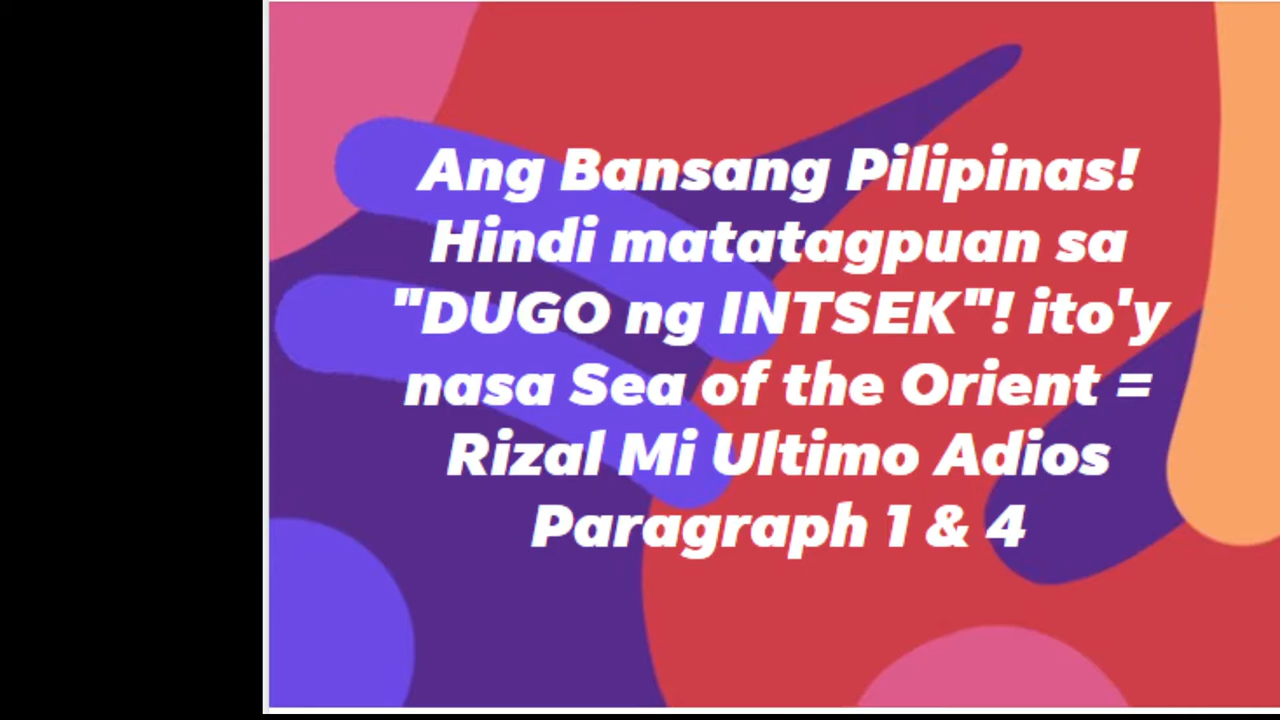 Ang Bansang Pilipinas!
Hindi matatagpuan sa
"DUGO ng INTSEK"! ito'y
nasa Sea of the Orient =
Rizal Mi Ultimo Adios
Paragraph 1 & 4